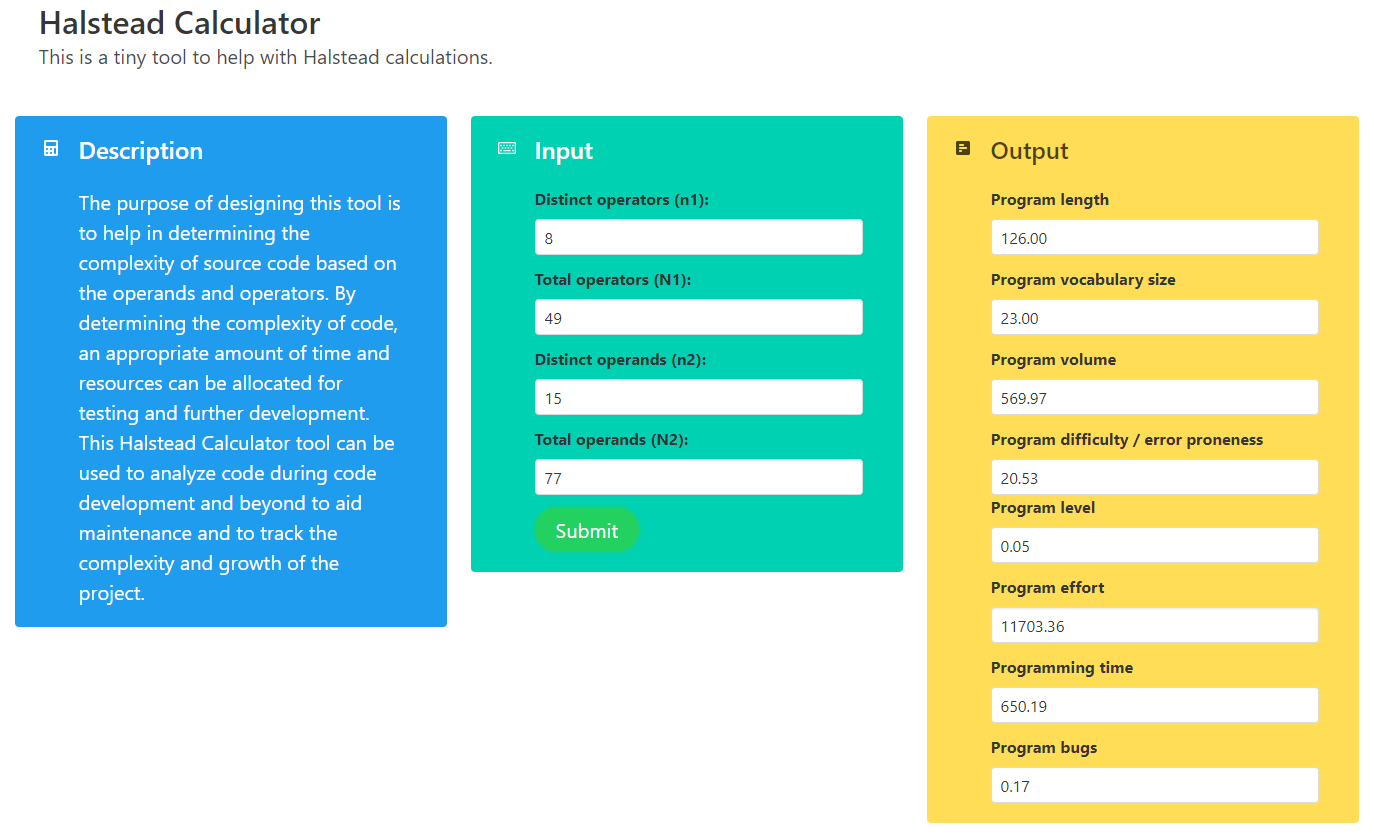 Halstead Calculator
This is a tiny tool to help with Halstead calculations.
Description
The purpose of designing this tool is
to help in determining the
complexity of source code based on
the operands and operators. By
determining the complexity of code,
an appropriate amount of time and
resources can be allocated for
testing and further development.
This Halstead Calculator tool can be
used to analyze code during code
development and beyond to aid
maintenance and to track the
complexity and growth of the
project.
Input
Distinct operators (n1):
8
Total operators (N1):
49
Distinct operands (n2):
15
Total operands (N2):
77
Submit
Output
Program length
126.00
Program vocabulary size
23.00
Program volume
569.97
Program difficulty / error proneness
20.53
Program level
0.05
Program effort
11703.36
Programming time
650.19
Program bugs
0.17